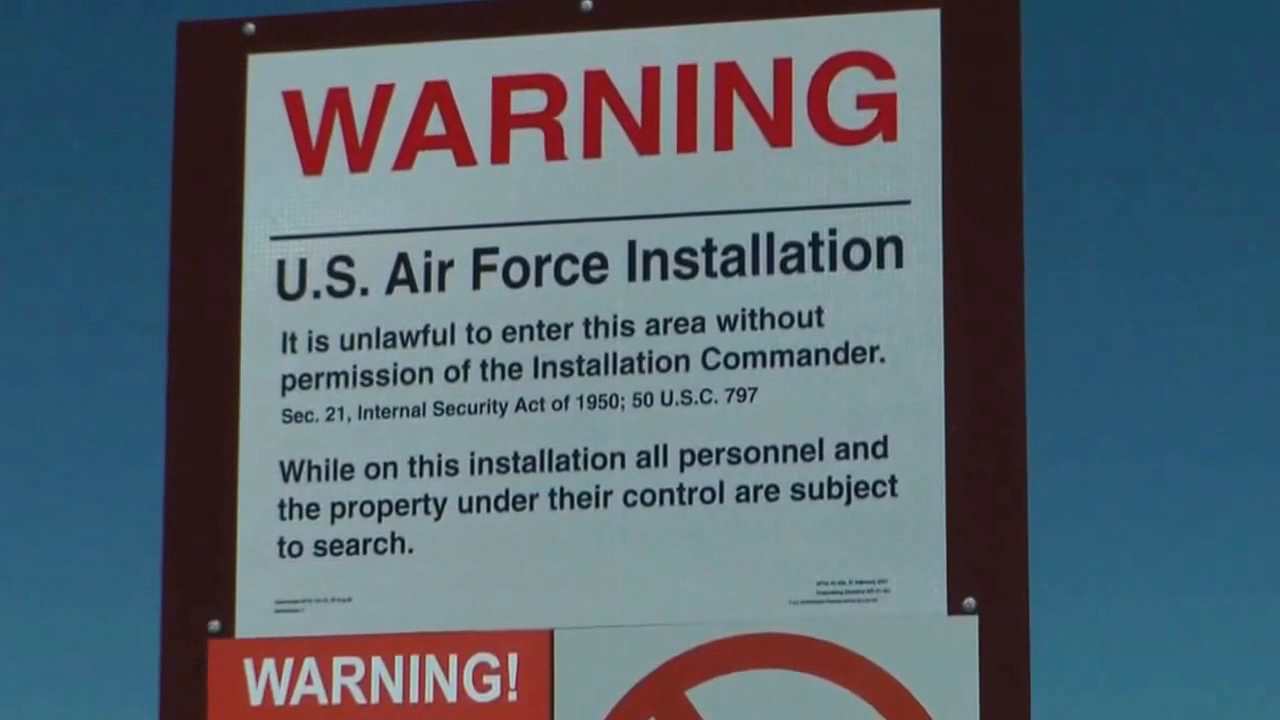 WARNING
U.S. Air Force Installation
It is unlawful to enter this area without
permission of the Installation Commander.
Sec. 21, Internal Security Act of 1950; 50 U.S.C. 797
While on this installation all personnel and
the property under their control are subject
to search.
WARNING!